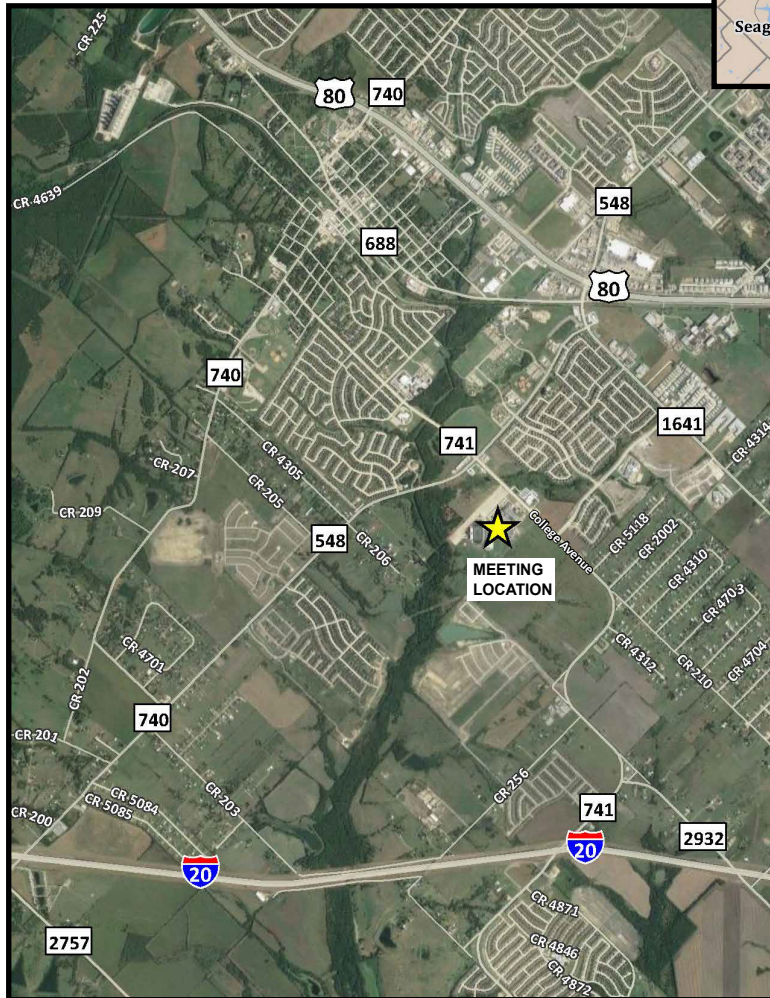 CR 225
Seag
80
740
CR 4639
548
688
80
740
1641
741
CR 4314
CR 4305
CR 207
CR 205
CR 209
548
CR 206
College Avenue
CR 5118
CR 2002
CR 4310
MEETING
LOCATION
CR 4703
CR 4701
CR 4312
CR 210
CR 4704
CR 202
740
CR 201
CR 203
CR 256
CR 5084
CR 5085
CR 200
741
2932
20
20
CR 4871
2757
CR 4846
CR 4872